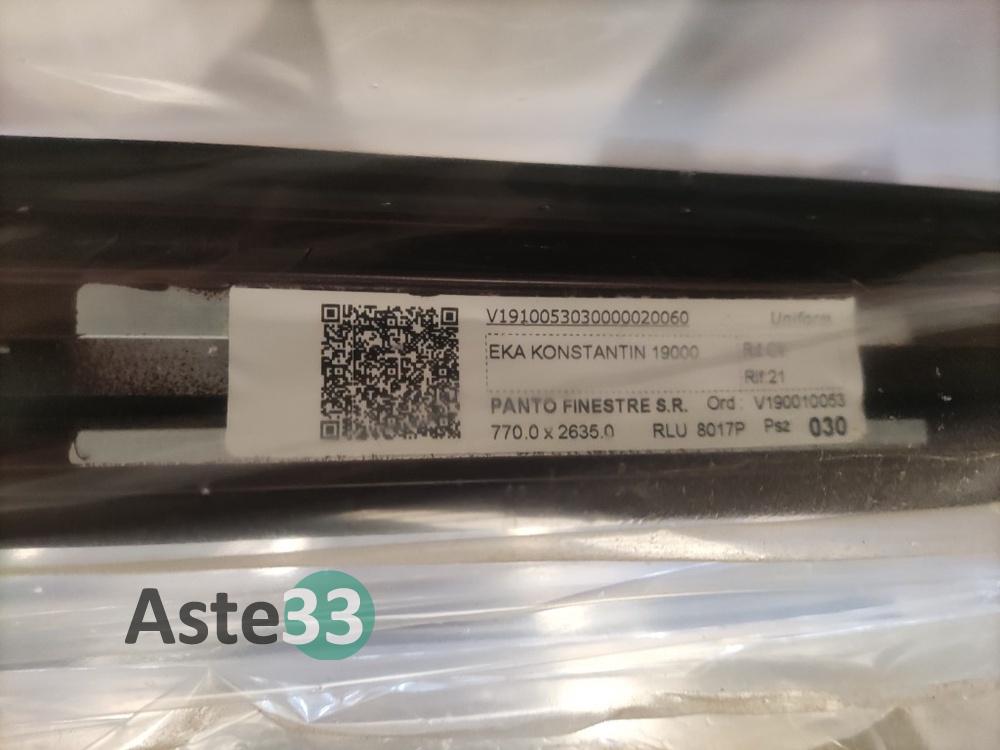 V1910053030000020060 Uniform
EKA KONSTANTIN 19000
Rif:21
PANTO FINESTRE S.R. Ord : V190010053
770.0 x 2635.0 RLU 8017P Psz 030
Aste33